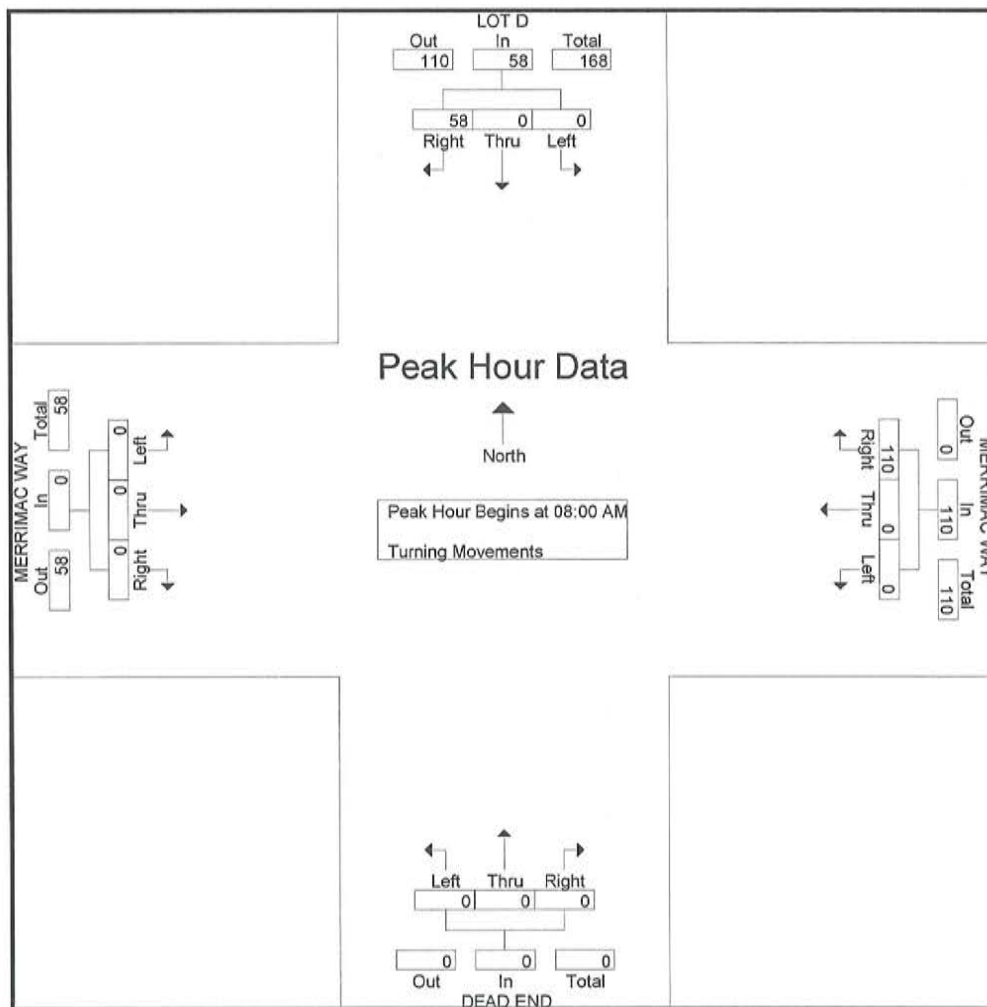 LOT D
Out In Total
110 58 168
58 0 0
Right Thru Left
Peak Hour Data
North
Peak Hour Begins at 08:00 AM
Turning Movements
MERRIMAC WAY
Out In Total
58 0 58
Right Thru Left
0 0 0
MERRIMAC WAY
Out In Total
0 110 110
110 0 0
Right Thru Left
Left Thru Right
0 0 0
0 0 0
Out In Total
DEAD END